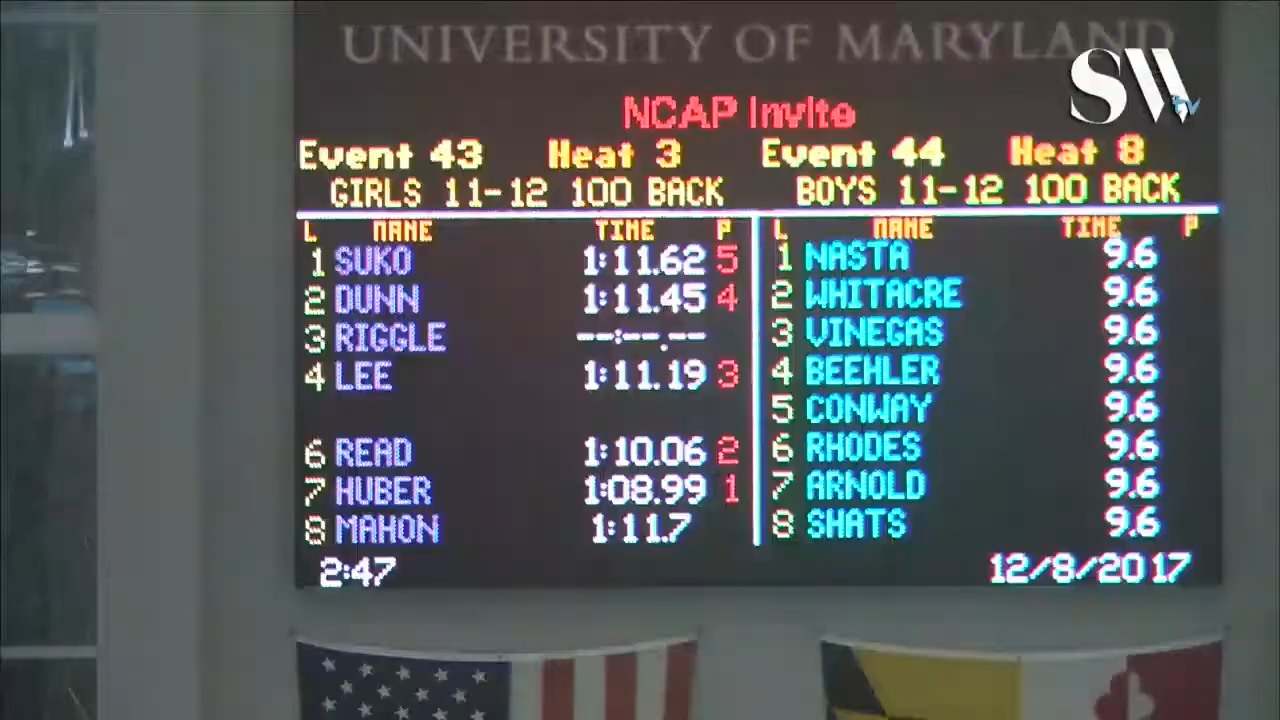 UNIVERSITY OF MARYLAND
SW TV
NCAP Invite
Event 43 Heat 3 Event 44 Heat 8
GIRLS 11-12 100 BACK BOYS 11-12 100 BACK
L NAME TIME P L NAME TIME P
1 SUKO 1:11.62 5 1 NASTA 9.6
2 DUNN 1:11.45 4 2 WHITACRE 9.6
3 RIGGLE --:--.-- 3 VINEGAS 9.6
4 LEE 1:11.19 3 4 BEEHLER 9.6
5 CONWAY 9.6
6 READ 1:10.06 2 6 RHODES 9.6
7 HUBER 1:08.99 1 7 ARNOLD 9.6
8 MAHON 1:11.7 8 SHATS 9.6
2:47 12/8/2017